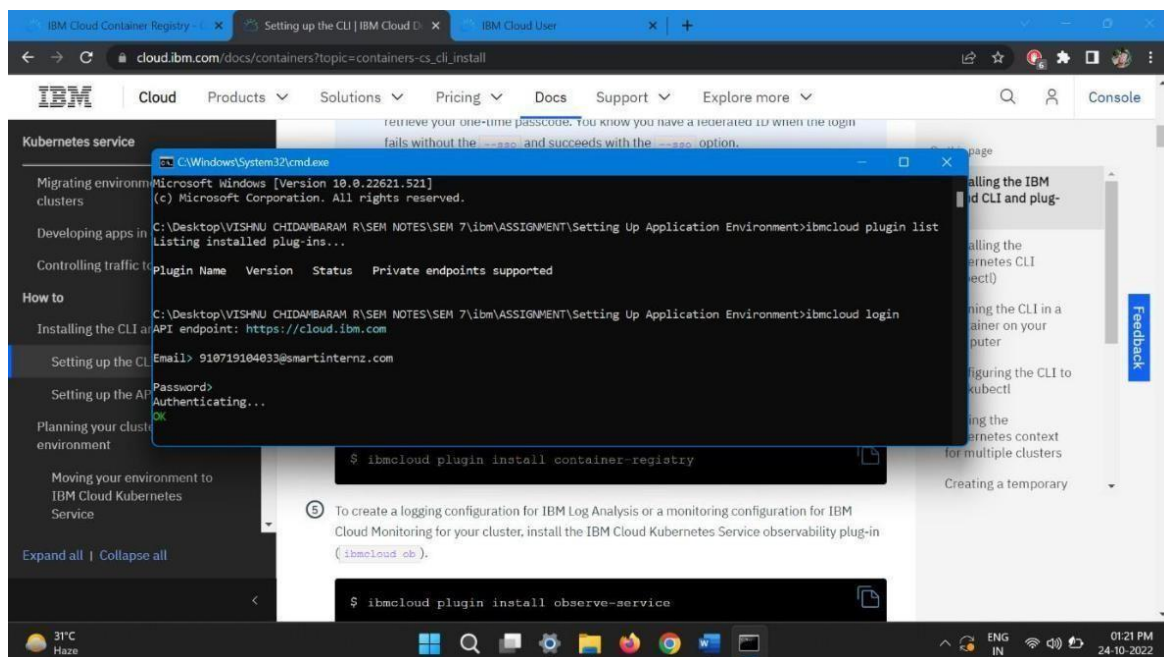 IBM Cloud Container Registry -
Setting up the CLI | IBM Cloud D
IBM Cloud User
cloud.ibm.com/docs/containers?topic=containers-cs_cli_install
IBM Cloud Products Solutions Pricing Docs Support Explore more Console
retrieve your one-time passcode. You know you have a federated ID when the login
fails without the --sso and succeeds with the --sso option.
Kubernetes service
Migrating environm
clusters
Developing apps in
Controlling traffic to
How to
Installing the CLI an
Setting up the CL
Setting up the AP
Planning your cluste
environment
Moving your environment to
IBM Cloud Kubernetes
Service
Expand all | Collapse all
C:\Windows\System32\cmd.exe
Microsoft Windows [Version 10.0.22621.521]
(c) Microsoft Corporation. All rights reserved.
C:\Desktop\VISHNU CHIDAMBARAM R\SEM NOTES\SEM 7\ibm\ASSIGNMENT\Setting Up Application Environment>ibmcloud plugin list
Listing installed plug-ins...
Plugin Name Version Status Private endpoints supported
C:\Desktop\VISHNU CHIDAMBARAM R\SEM NOTES\SEM 7\ibm\ASSIGNMENT\Setting Up Application Environment>ibmcloud login
API endpoint: https://cloud.ibm.com
Email> 910719104033@smartinternz.com
Password>
Authenticating...
OK
$ ibmcloud plugin install container-registry
5 To create a logging configuration for IBM Log Analysis or a monitoring configuration for IBM
Cloud Monitoring for your cluster, install the IBM Cloud Kubernetes Service observability plug-in
( ibmcloud ob ).
$ ibmcloud plugin install observe-service
page
alling the IBM
d CLI and plug-
alling the
ernetes CLI
ectl)
ning the CLI in a
ainer on your
puter
figuring the CLI to
kubectl
ing the
ernetes context
for multiple clusters
Creating a temporary
Feedback
31°C
Haze
ENG
IN
01:21 PM
24-10-2022